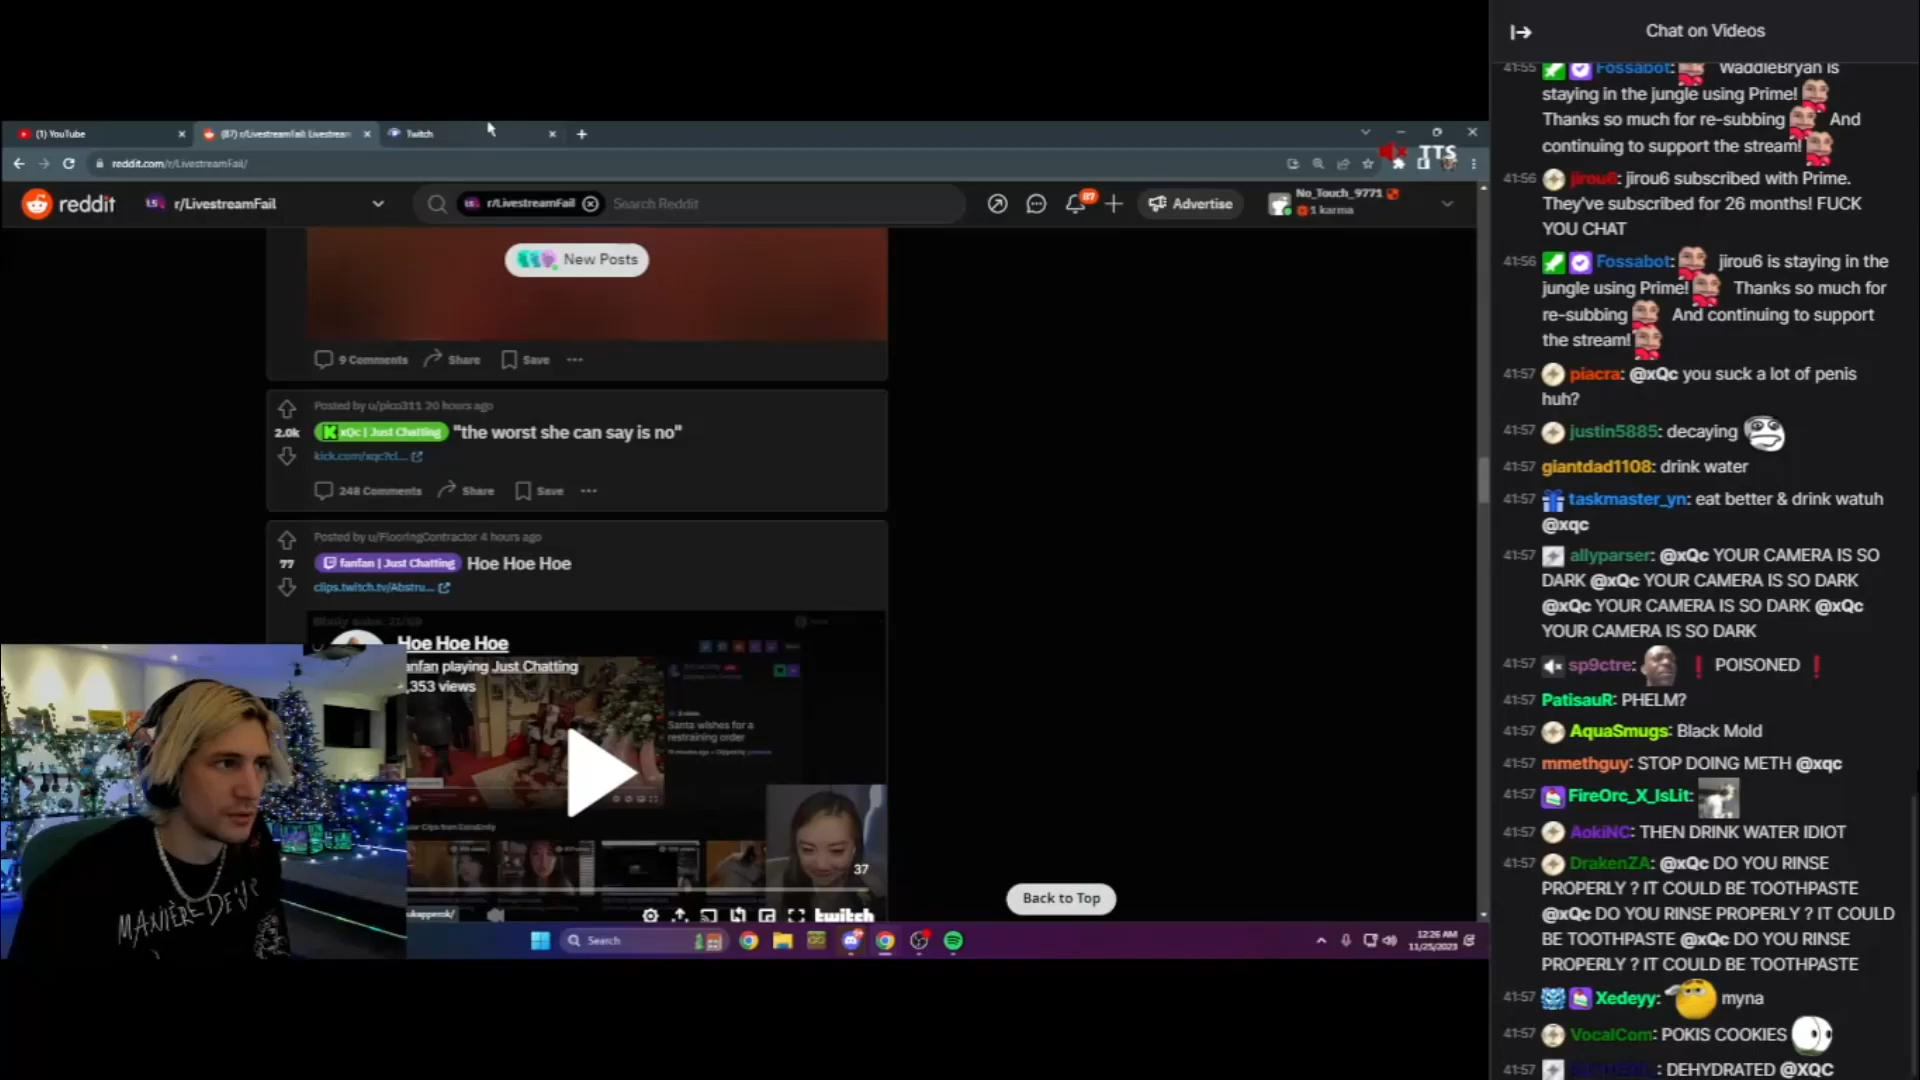 (1) YouTube
(87) r/LivestreamFail: Livestream
Twitch
reddit.com/r/LivestreamFail/
TTS
reddit
r/LivestreamFail
r/LivestreamFail
Search Reddit
87
Advertise
No_Touch_9771
1 karma
New Posts
9 Comments
Share
Save
Posted by u/pico311 20 hours ago
2.0k
xQc | Just Chatting
"the worst she can say is no"
kick.com/xqc?cl...
248 Comments
Share
Save
Posted by u/FlooringContractor 4 hours ago
77
fanfan | Just Chatting
Hoe Hoe Hoe
clips.twitch.tv/Abstru...
Hoe Hoe Hoe
anfan playing Just Chatting
,353 views
Santa wishes for a
restraining order
37
twitch
MANIÈRE DE
Back to Top
Search
12:26 AM
11/25/2023
Chat on Videos
41:55 Fossabot: WaddleBryan is
staying in the jungle using Prime!
Thanks so much for re-subbing And
continuing to support the stream!
41:56 jirou6: jirou6 subscribed with Prime.
They've subscribed for 26 months! FUCK
YOU CHAT
41:56 Fossabot: jirou6 is staying in the
jungle using Prime! Thanks so much for
re-subbing And continuing to support
the stream!
41:57 piacra: @xQc you suck a lot of penis
huh?
41:57 justin5885: decaying
41:57 giantdad1108: drink water
41:57 taskmaster_yn: eat better & drink watuh
@xqc
41:57 allyparser: @xQc YOUR CAMERA IS SO
DARK @xQc YOUR CAMERA IS SO DARK
@xQc YOUR CAMERA IS SO DARK @xQc
YOUR CAMERA IS SO DARK
41:57 sp9ctre: ❗ POISONED ❗
41:57 PatisauR: PHELM?
41:57 AquaSmugs: Black Mold
41:57 mmethguy: STOP DOING METH @xqc
41:57 FireOrc_X_IsLit:
41:57 AokiNC: THEN DRINK WATER IDIOT
41:57 DrakenZA: @xQc DO YOU RINSE
PROPERLY ? IT COULD BE TOOTHPASTE
@xQc DO YOU RINSE PROPERLY ? IT COULD
BE TOOTHPASTE @xQc DO YOU RINSE
PROPERLY ? IT COULD BE TOOTHPASTE
41:57 Xedeyy: myna
41:57 VocalCom: POKIS COOKIES
41:57 : DEHYDRATED @XQC